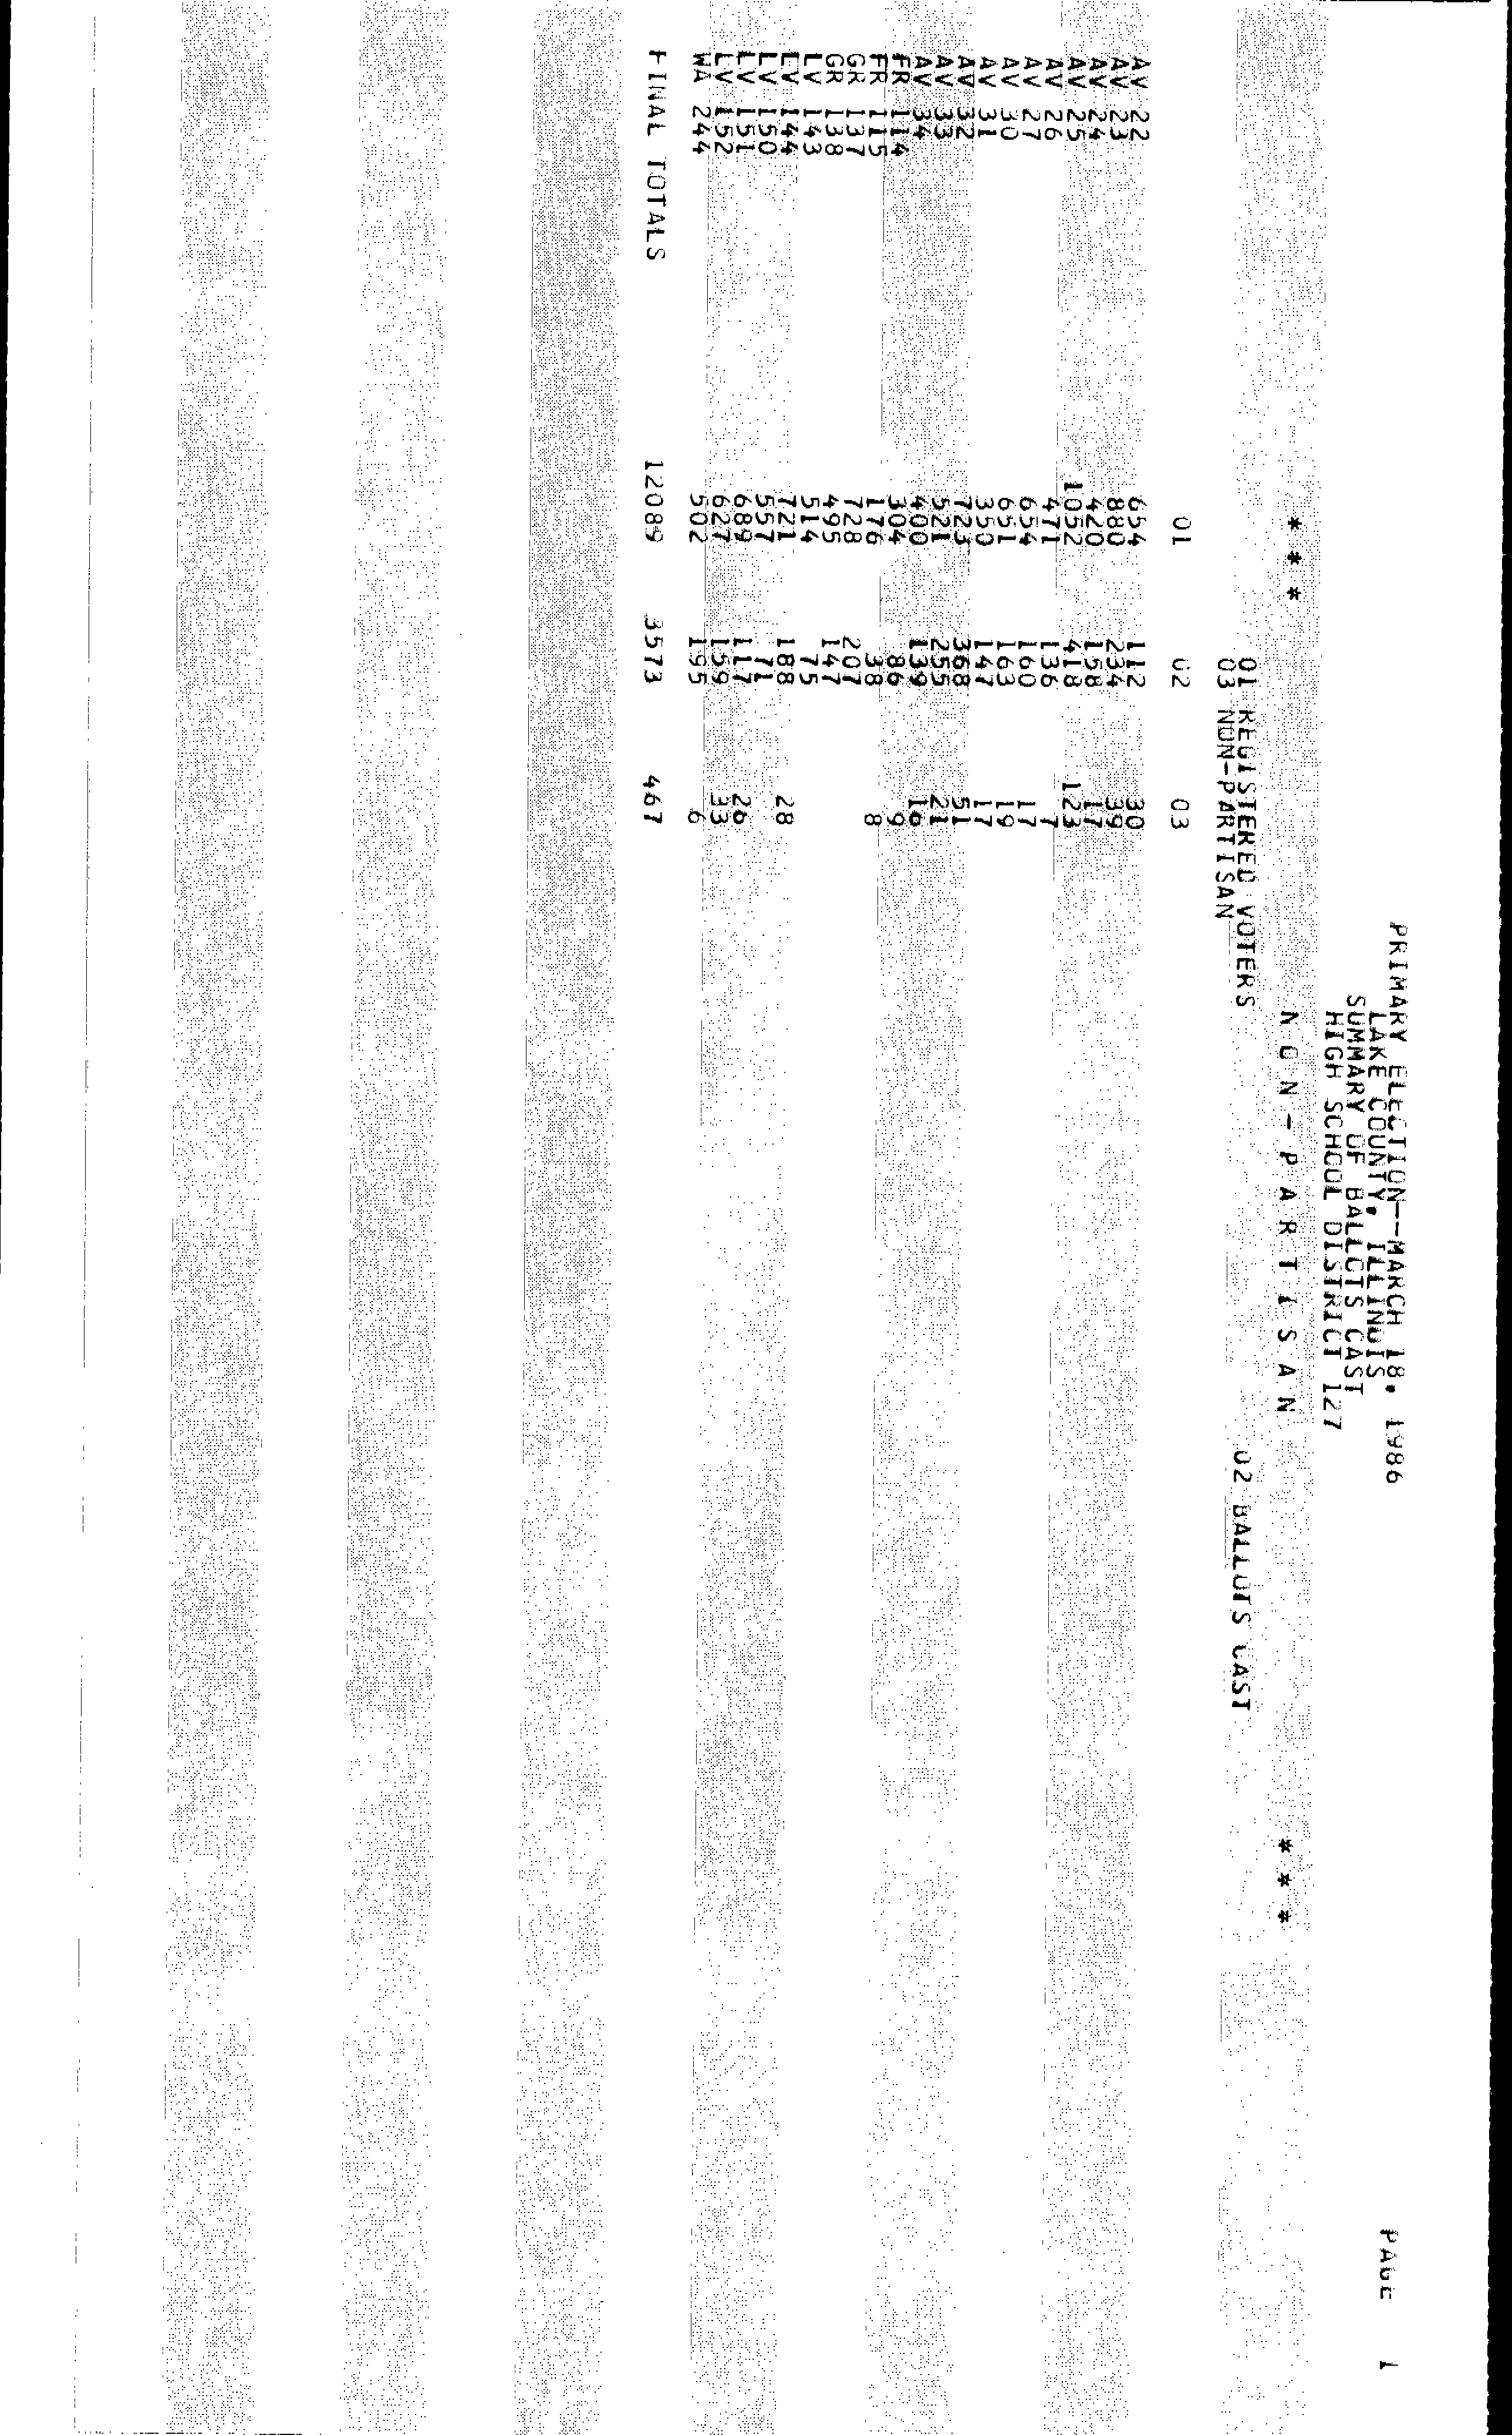 PRIMARY ELECTION--MARCH 18, 1986 PAGE 1
LAKE COUNTY, ILLINOIS
SUMMARY OF BALLOTS CAST
HIGH SCHOOL DISTRICT 127
* * * N O N - P A R T I S A N * * *
01 REGISTERED VOTERS 02 BALLOTS CAST
03 NON-PARTISAN
01 02 03
AV 22 654 112 30
AV 23 880 234 39
AV 24 420 158 17
AV 25 1052 418 123
AV 26 471 136 7
AV 27 654 160 17
AV 30 651 163 19
AV 31 350 147 17
AV 32 723 368 51
AV 33 521 255 21
AV 34 400 139 16
FR 114 304 86 9
FR 115 176 38 8
GR 137 728 207
GR 138 495 147
LV 143 514 75
LV 144 721 188 28
LV 150 557 71
LV 151 689 117 26
LV 152 627 159 33
WA 244 502 195 6
FINAL TOTALS 12089 3573 467